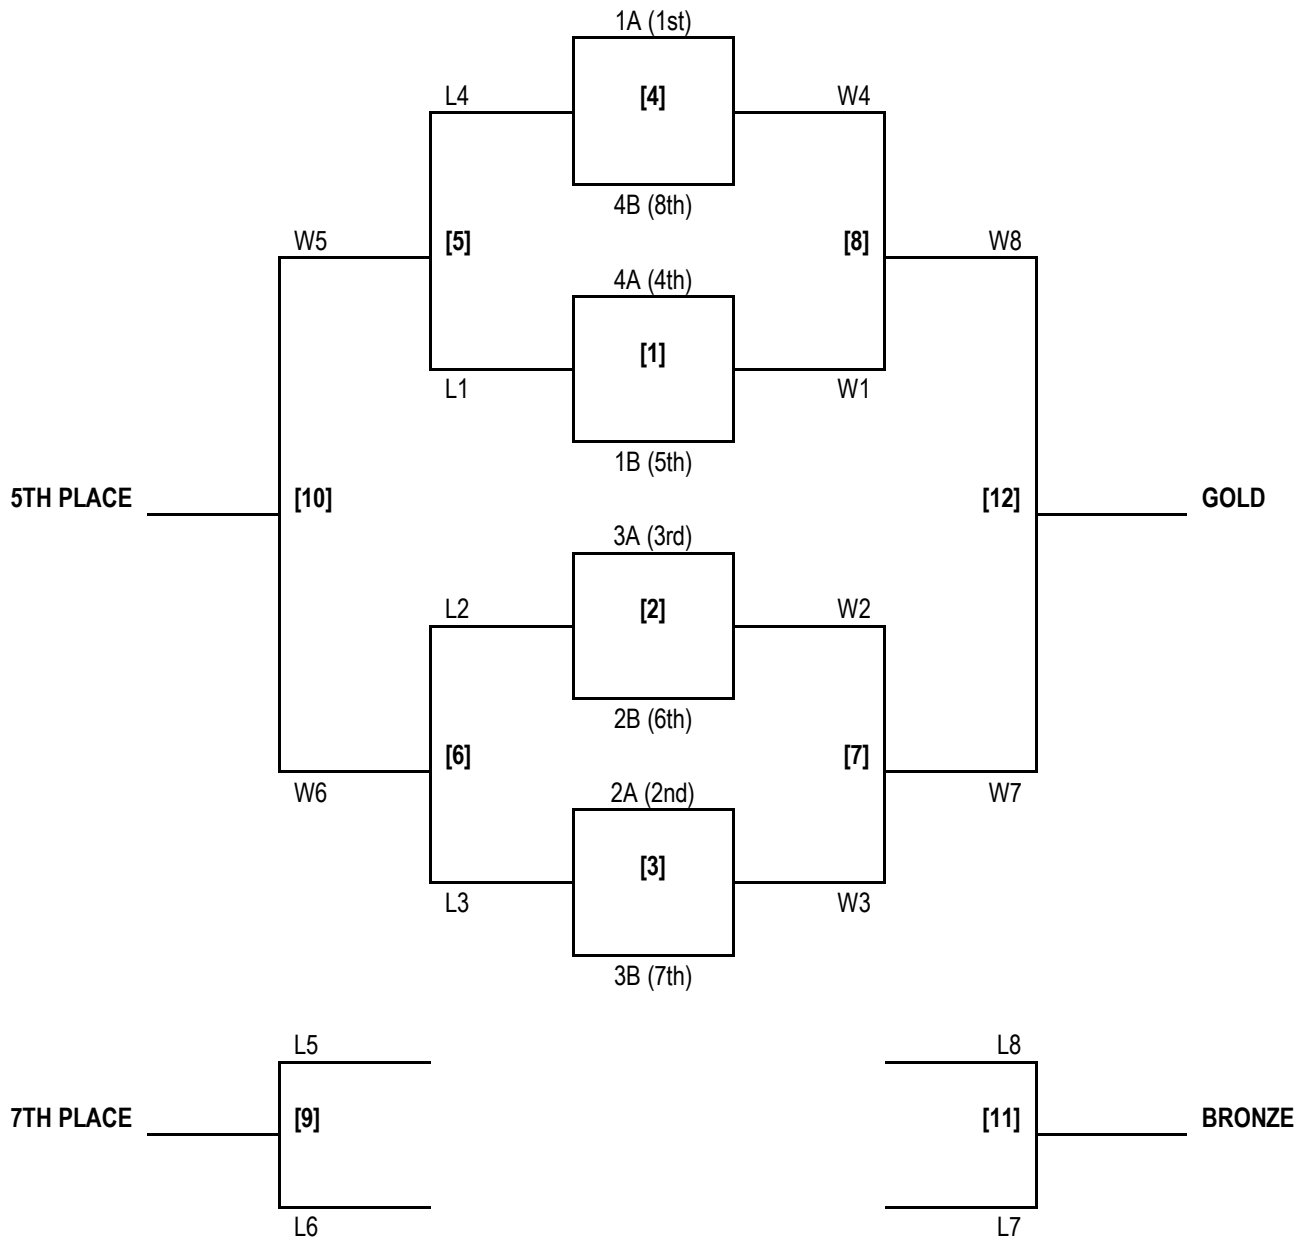 1A (1st)
L4 [4] W4
4B (8th)
W5 [5] [8] W8
4A (4th)
[1]
L1 W1
1B (5th)
5TH PLACE [10] [12] GOLD
3A (3rd)
L2 [2] W2
2B (6th)
[6] [7]
W6 2A (2nd) W7
[3]
L3 W3
3B (7th)
L5 L8
7TH PLACE [9] [11] BRONZE
L6 L7